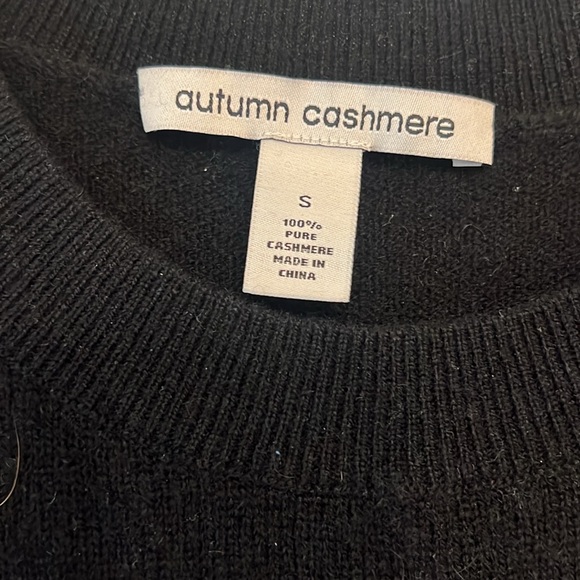 autumn cashmere
S
100%
PURE
CASHMERE
MADE IN
CHINA